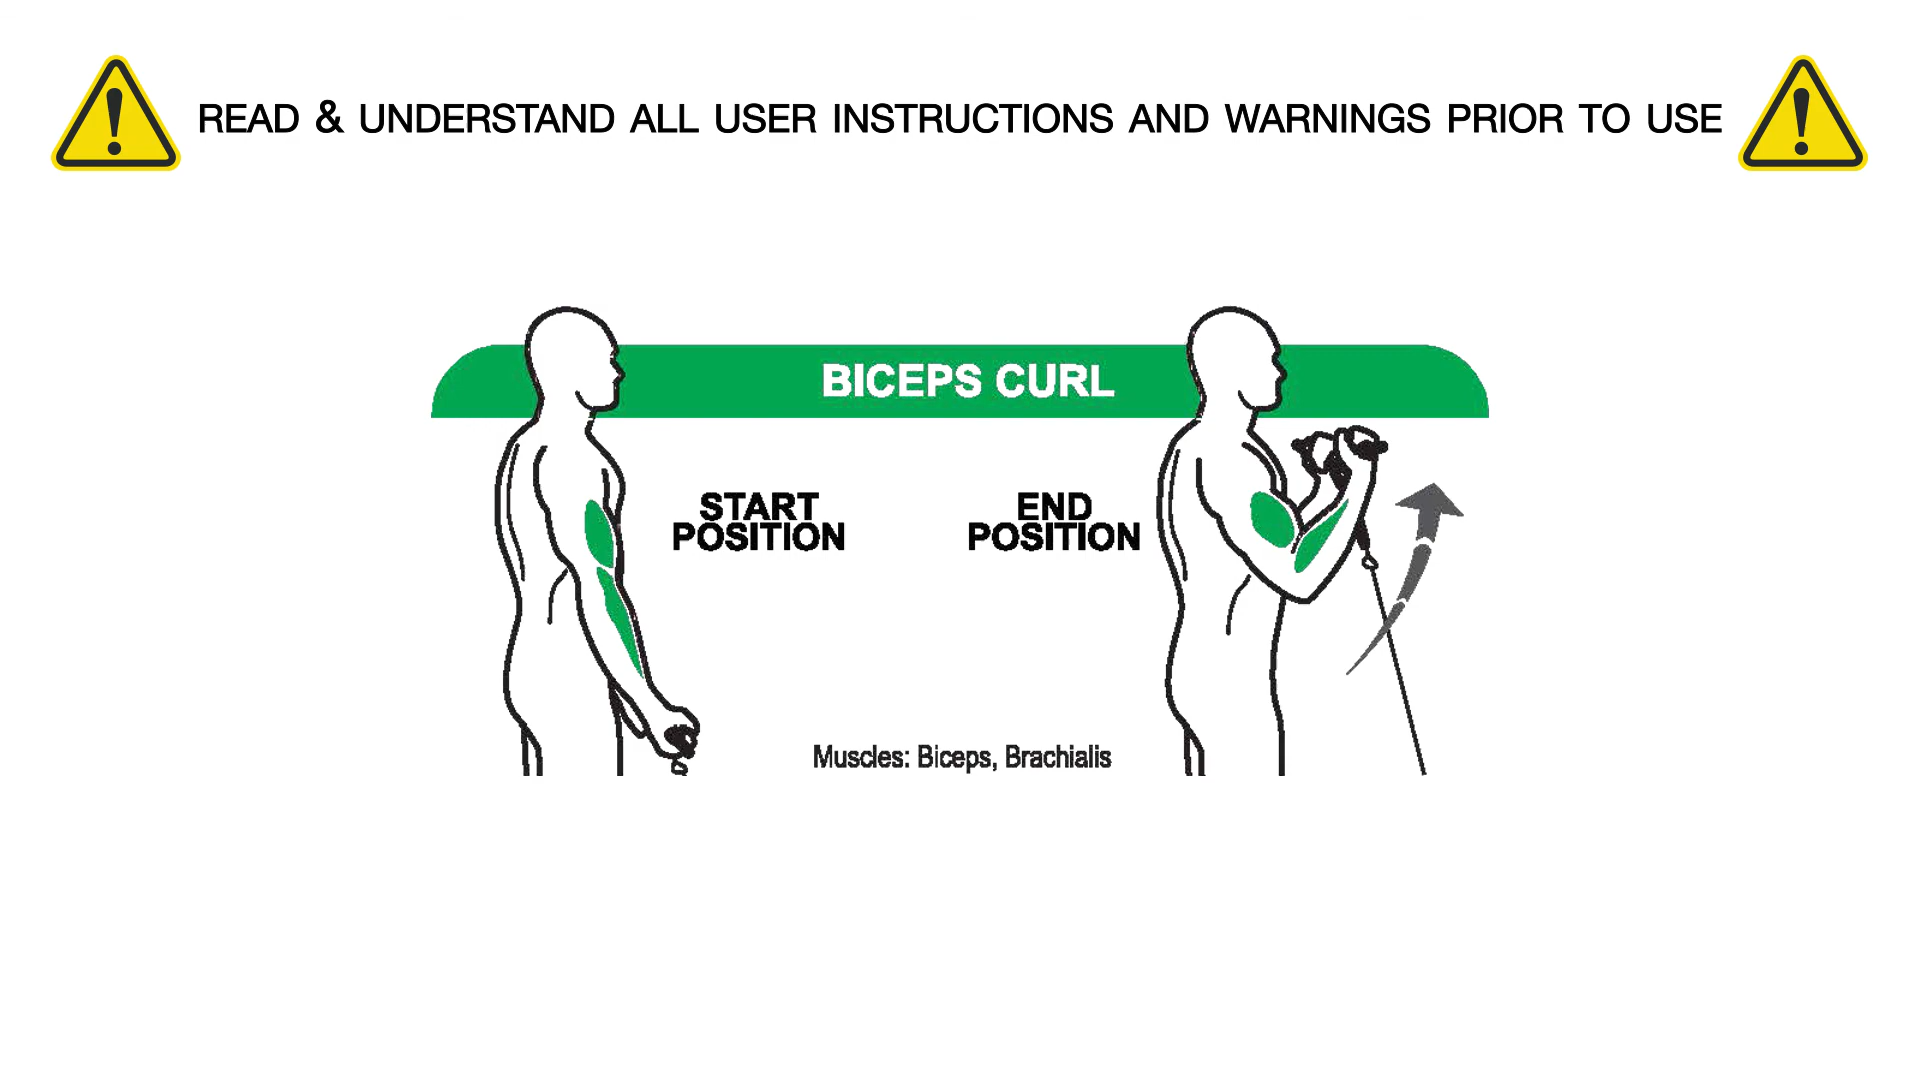 READ & UNDERSTAND ALL USER INSTRUCTIONS AND WARNINGS PRIOR TO USE
BICEPS CURL
START
POSITION
END
POSITION
Muscles: Biceps, Brachialis